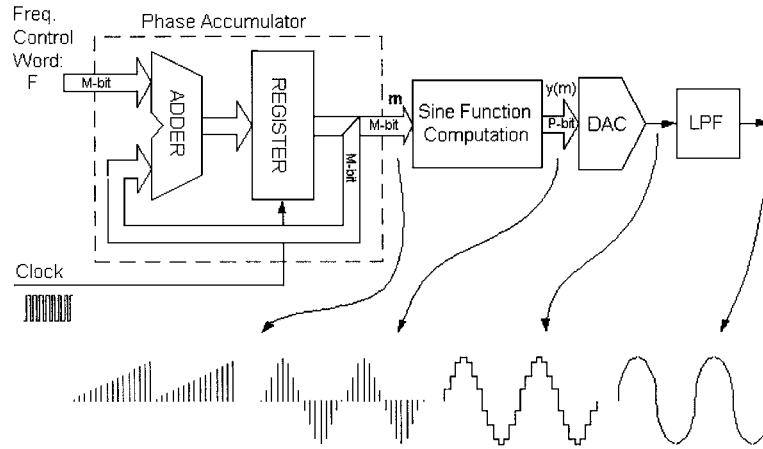 Freq.
Control
Word:
F
Phase Accumulator
M-bit
ADDER
REGISTER
M-bit
m
M-bit
Sine Function
Computation
y(m)
P-bit
DAC
LPF
Clock